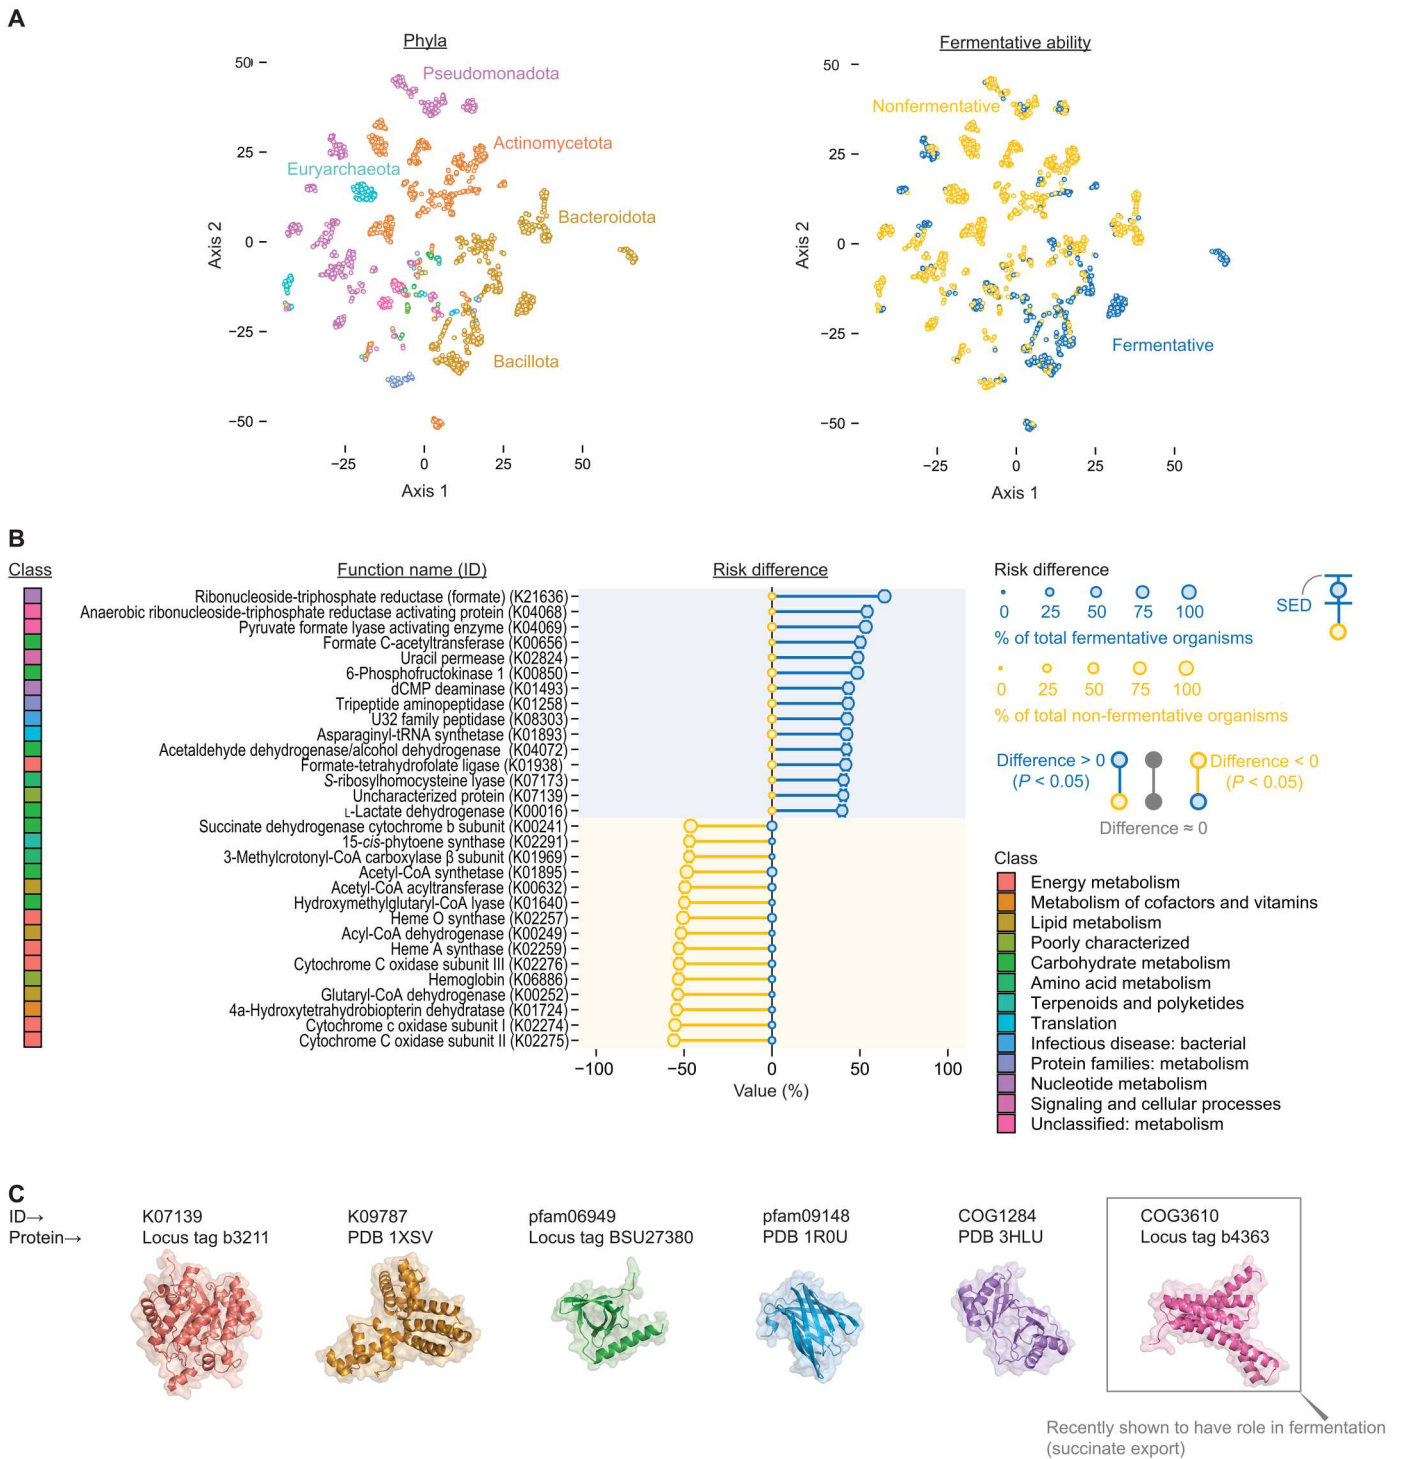 A
Phyla
50
25
0
−25
−50
Axis 2
−25
0
25
50
Axis 1
Pseudomonadota
Actinomycetota
Euryarchaeota
Bacteroidota
Bacillota
Fermentative ability
50
25
0
−25
−50
Axis 2
−25
0
25
50
Axis 1
Nonfermentative
Fermentative
B
Class
Function name (ID)
Risk difference
Ribonucleoside-triphosphate reductase (formate) (K21636)
Anaerobic ribonucleoside-triphosphate reductase activating protein (K04068)
Pyruvate formate lyase activating enzyme (K04069)
Formate C-acetyltransferase (K00656)
Uracil permease (K02824)
6-Phosphofructokinase 1 (K00850)
dCMP deaminase (K01493)
Tripeptide aminopeptidase (K01258)
U32 family peptidase (K08303)
Asparaginyl-tRNA synthetase (K01893)
Acetaldehyde dehydrogenase/alcohol dehydrogenase (K04072)
Formate-tetrahydrofolate ligase (K01938)
S-ribosylhomocysteine lyase (K07173)
Uncharacterized protein (K07139)
L-Lactate dehydrogenase (K00016)
Succinate dehydrogenase cytochrome b subunit (K00241)
15-cis-phytoene synthase (K02291)
3-Methylcrotonyl-CoA carboxylase β subunit (K01969)
Acetyl-CoA synthetase (K01895)
Acetyl-CoA acyltransferase (K00632)
Hydroxymethylglutaryl-CoA lyase (K01640)
Heme O synthase (K02257)
Acyl-CoA dehydrogenase (K00249)
Heme A synthase (K02259)
Cytochrome C oxidase subunit III (K02276)
Hemoglobin (K06886)
Glutaryl-CoA dehydrogenase (K00252)
4a-Hydroxytetrahydrobiopterin dehydratase (K01724)
Cytochrome c oxidase subunit I (K02274)
Cytochrome C oxidase subunit II (K02275)
−100
−50
0
50
100
Value (%)
Risk difference
0 25 50 75 100
% of total fermentative organisms
0 25 50 75 100
% of total non-fermentative organisms
SED
Difference > 0
(P < 0.05)
Difference < 0
(P < 0.05)
Difference ≈ 0
Class
Energy metabolism
Metabolism of cofactors and vitamins
Lipid metabolism
Poorly characterized
Carbohydrate metabolism
Amino acid metabolism
Terpenoids and polyketides
Translation
Infectious disease: bacterial
Protein families: metabolism
Nucleotide metabolism
Signaling and cellular processes
Unclassified: metabolism
C
ID→
Protein→
K07139
Locus tag b3211
K09787
PDB 1XSV
pfam06949
Locus tag BSU27380
pfam09148
PDB 1R0U
COG1284
PDB 3HLU
COG3610
Locus tag b4363
Recently shown to have role in fermentation
(succinate export)